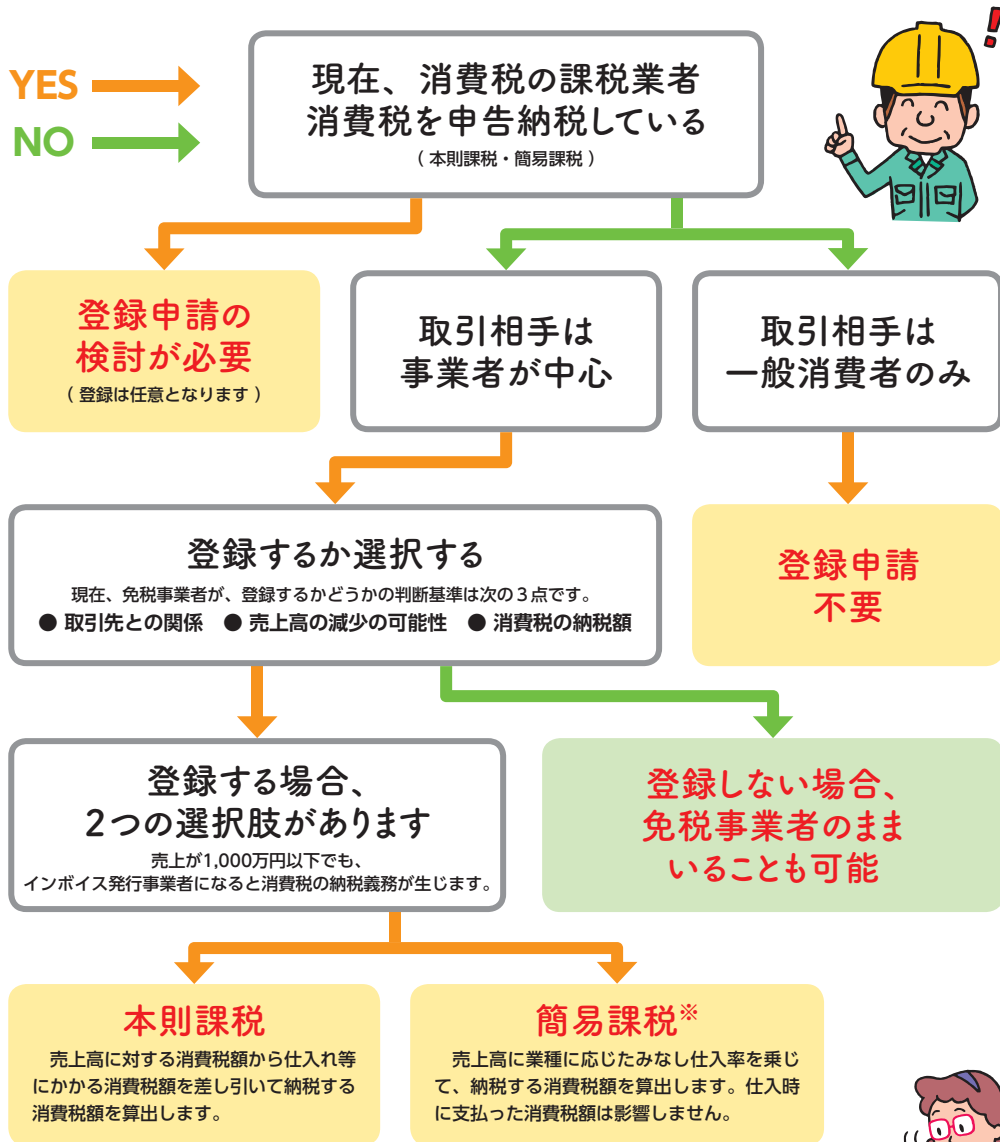 YES
NO
現在、消費税の課税業者
消費税を申告納税している
（ 本則課税・簡易課税 ）
登録申請の
検討が必要
（ 登録は任意となります ）
取引相手は
事業者が中心
取引相手は
一般消費者のみ
登録するか選択する
現在、免税事業者が、登録するかどうかの判断基準は次の３点です。
● 取引先との関係 ● 売上高の減少の可能性 ● 消費税の納税額
登録申請
不要
登録する場合、
２つの選択肢があります
売上が1,000万円以下でも、
インボイス発行事業者になると消費税の納税義務が生じます。
登録しない場合、
免税事業者のまま
いることも可能
本則課税
売上高に対する消費税額から仕入れ等
にかかる消費税額を差し引いて納税する
消費税額を算出します。
簡易課税※
売上高に業種に応じたみなし仕入率を乗じ
て、納税する消費税額を算出します。仕入時
に支払った消費税額は影響しません。